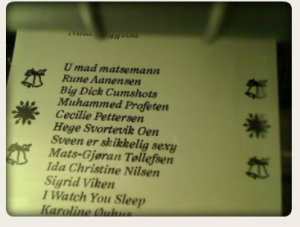 U mad matsemann
Rune Aanensen
Big Dick Cumshots
Muhammed Profeten
Cecilie Pettersen
Hege Svortevik Oen
Sveen er skikkelig sexy
Mats-Gjøran Tøllefsen
Ida Christine Nilsen
Sigrid Viken
I Watch You Sleep
Karoline